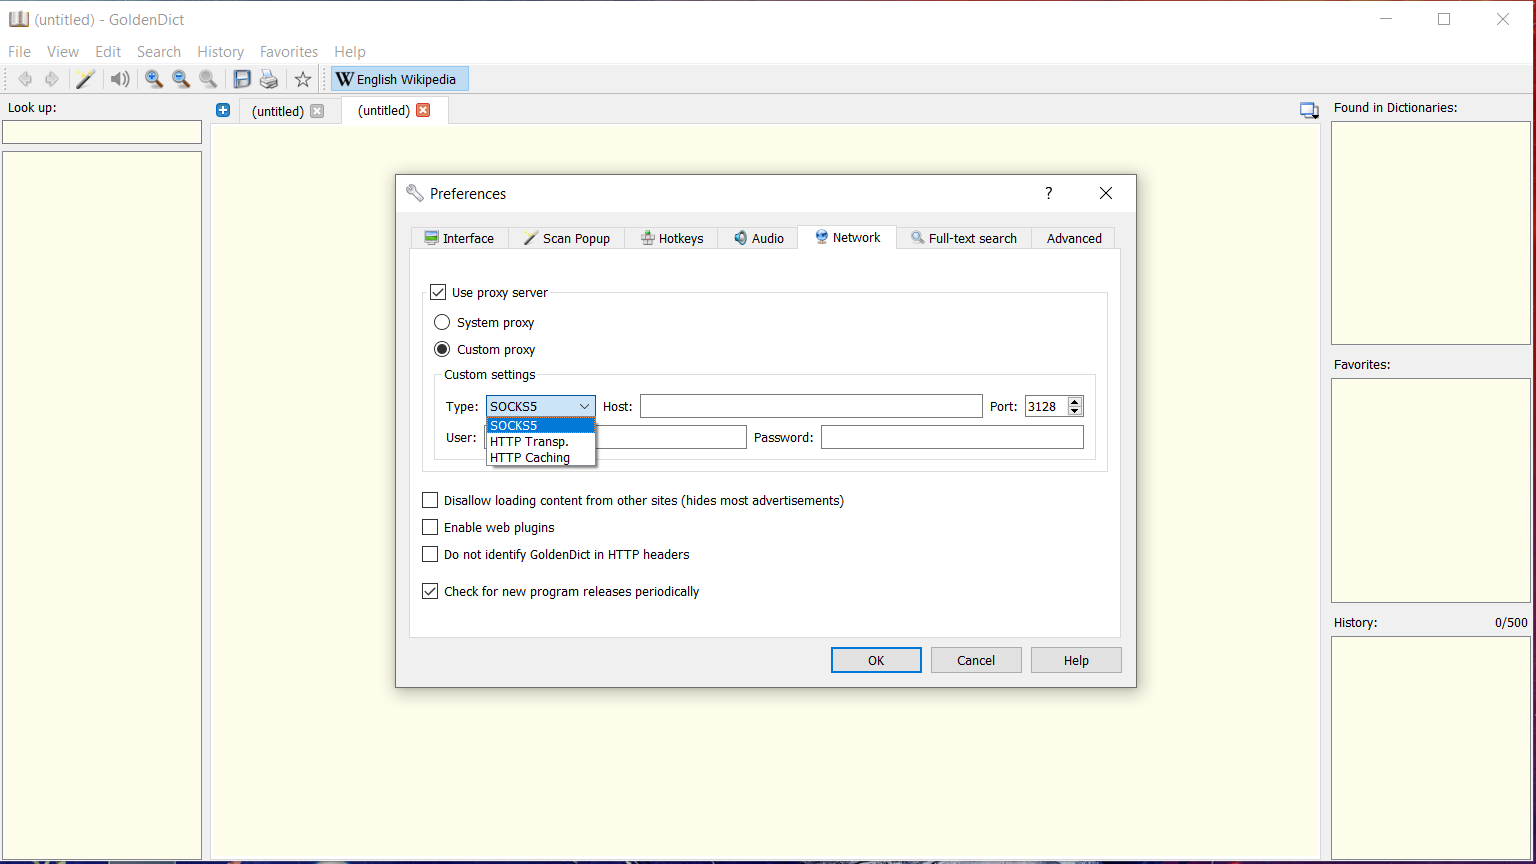 (untitled) - GoldenDict
File View Edit Search History Favorites Help
W English Wikipedia
Look up:
(untitled) (untitled)
Found in Dictionaries:
Preferences ?
Interface Scan Popup Hotkeys Audio Network Full-text search Advanced
Use proxy server
System proxy
Custom proxy
Custom settings
Type: SOCKS5 Host: Port: 3128
SOCKS5
HTTP Transp.
HTTP Caching
User: Password:
Disallow loading content from other sites (hides most advertisements)
Enable web plugins
Do not identify GoldenDict in HTTP headers
Check for new program releases periodically
OK Cancel Help
Favorites:
History: 0/500